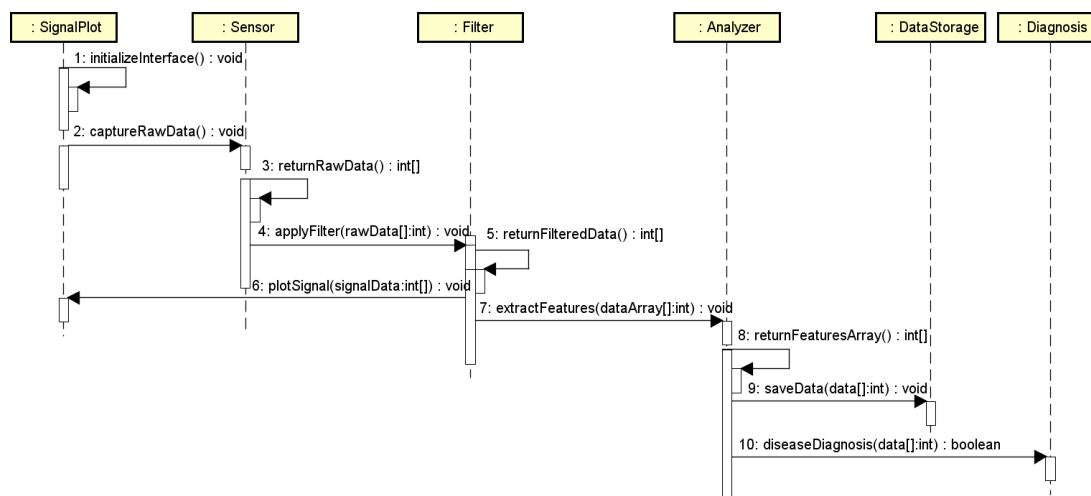 : SignalPlot
: Sensor
: Filter
: Analyzer
: DataStorage
: Diagnosis
1: initializeInterface() : void
2: captureRawData() : void
3: returnRawData() : int[]
4: applyFilter(rawData[]:int) : void
5: returnFilteredData() : int[]
6: plotSignal(signalData:int[]) : void
7: extractFeatures(dataArray[]:int) : void
8: returnFeaturesArray() : int[]
9: saveData(data[]:int) : void
10: diseaseDiagnosis(data[]:int) : boolean